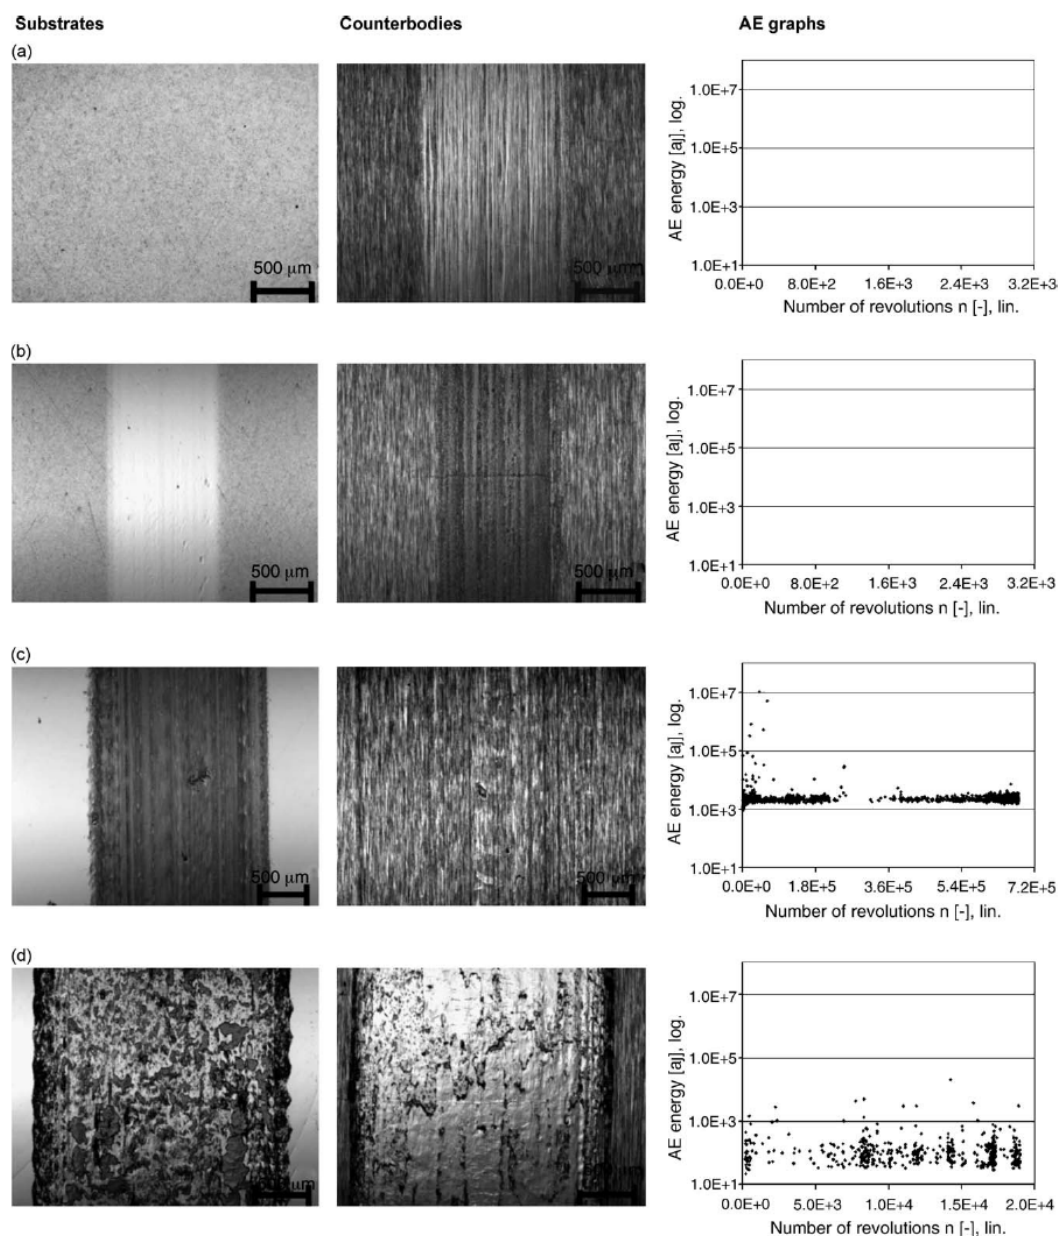 Substrates Counterbodies AE graphs
(a)
500 µm
500 µm
AE energy [aj], log.
1.0E+7
1.0E+5
1.0E+3
1.0E+1
0.0E+0 8.0E+2 1.6E+3 2.4E+3 3.2E+3
Number of revolutions n [-], lin.
(b)
500 µm
500 µm
AE energy [aj], log.
1.0E+7
1.0E+5
1.0E+3
1.0E+1
0.0E+0 8.0E+2 1.6E+3 2.4E+3 3.2E+3
Number of revolutions n [-], lin.
(c)
500 µm
500 µm
AE energy [aj], log.
1.0E+7
1.0E+5
1.0E+3
1.0E+1
0.0E+0 1.8E+5 3.6E+5 5.4E+5 7.2E+5
Number of revolutions n [-], lin.
(d)
AE energy [aj], log.
1.0E+7
1.0E+5
1.0E+3
1.0E+1
0.0E+0 5.0E+3 1.0E+4 1.5E+4 2.0E+4
Number of revolutions n [-], lin.